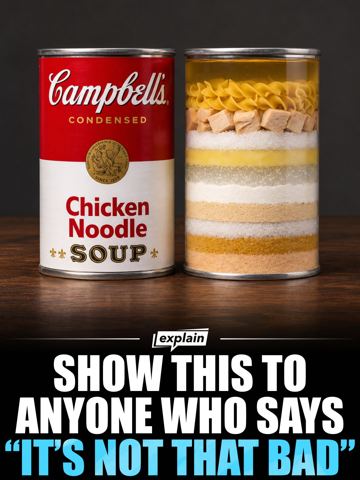 Campbell's.
CONDENSED
Chicken
Noodle
SOUP
explain
SHOW THIS TO
ANYONE WHO SAYS
“IT'S NOT THAT BAD”